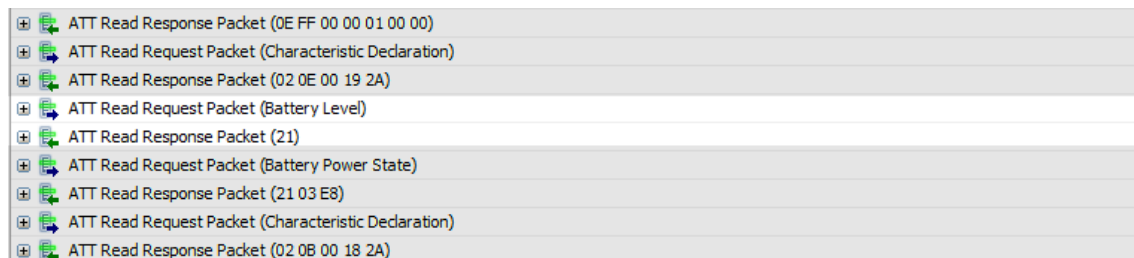 ATT Read Response Packet (0E FF 00 00 01 00 00)
ATT Read Request Packet (Characteristic Declaration)
ATT Read Response Packet (02 0E 00 19 2A)
ATT Read Request Packet (Battery Level)
ATT Read Response Packet (21)
ATT Read Request Packet (Battery Power State)
ATT Read Response Packet (21 03 E8)
ATT Read Request Packet (Characteristic Declaration)
ATT Read Response Packet (02 0B 00 18 2A)